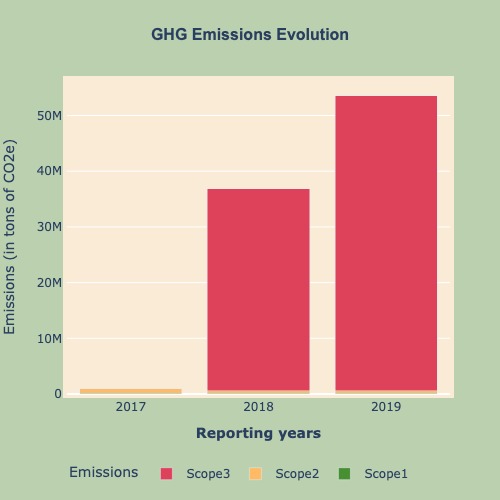 GHG Emissions Evolution
Emissions (in tons of CO2e)
50M
40M
30M
20M
10M
0
2017 2018 2019
Reporting years
Emissions Scope3 Scope2 Scope1